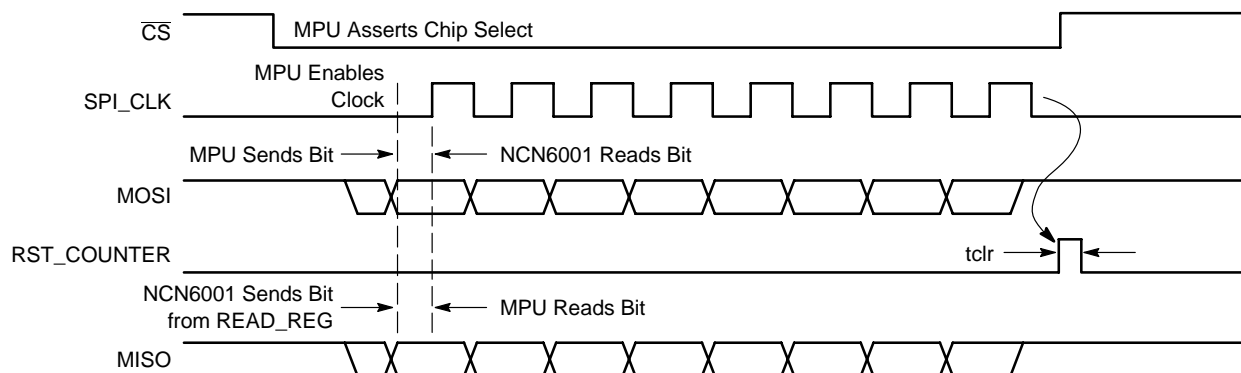 CS
MPU Asserts Chip Select
MPU Enables
Clock
SPI_CLK
MPU Sends Bit
NCN6001 Reads Bit
MOSI
RST_COUNTER
tclr
NCN6001 Sends Bit
from READ_REG
MPU Reads Bit
MISO